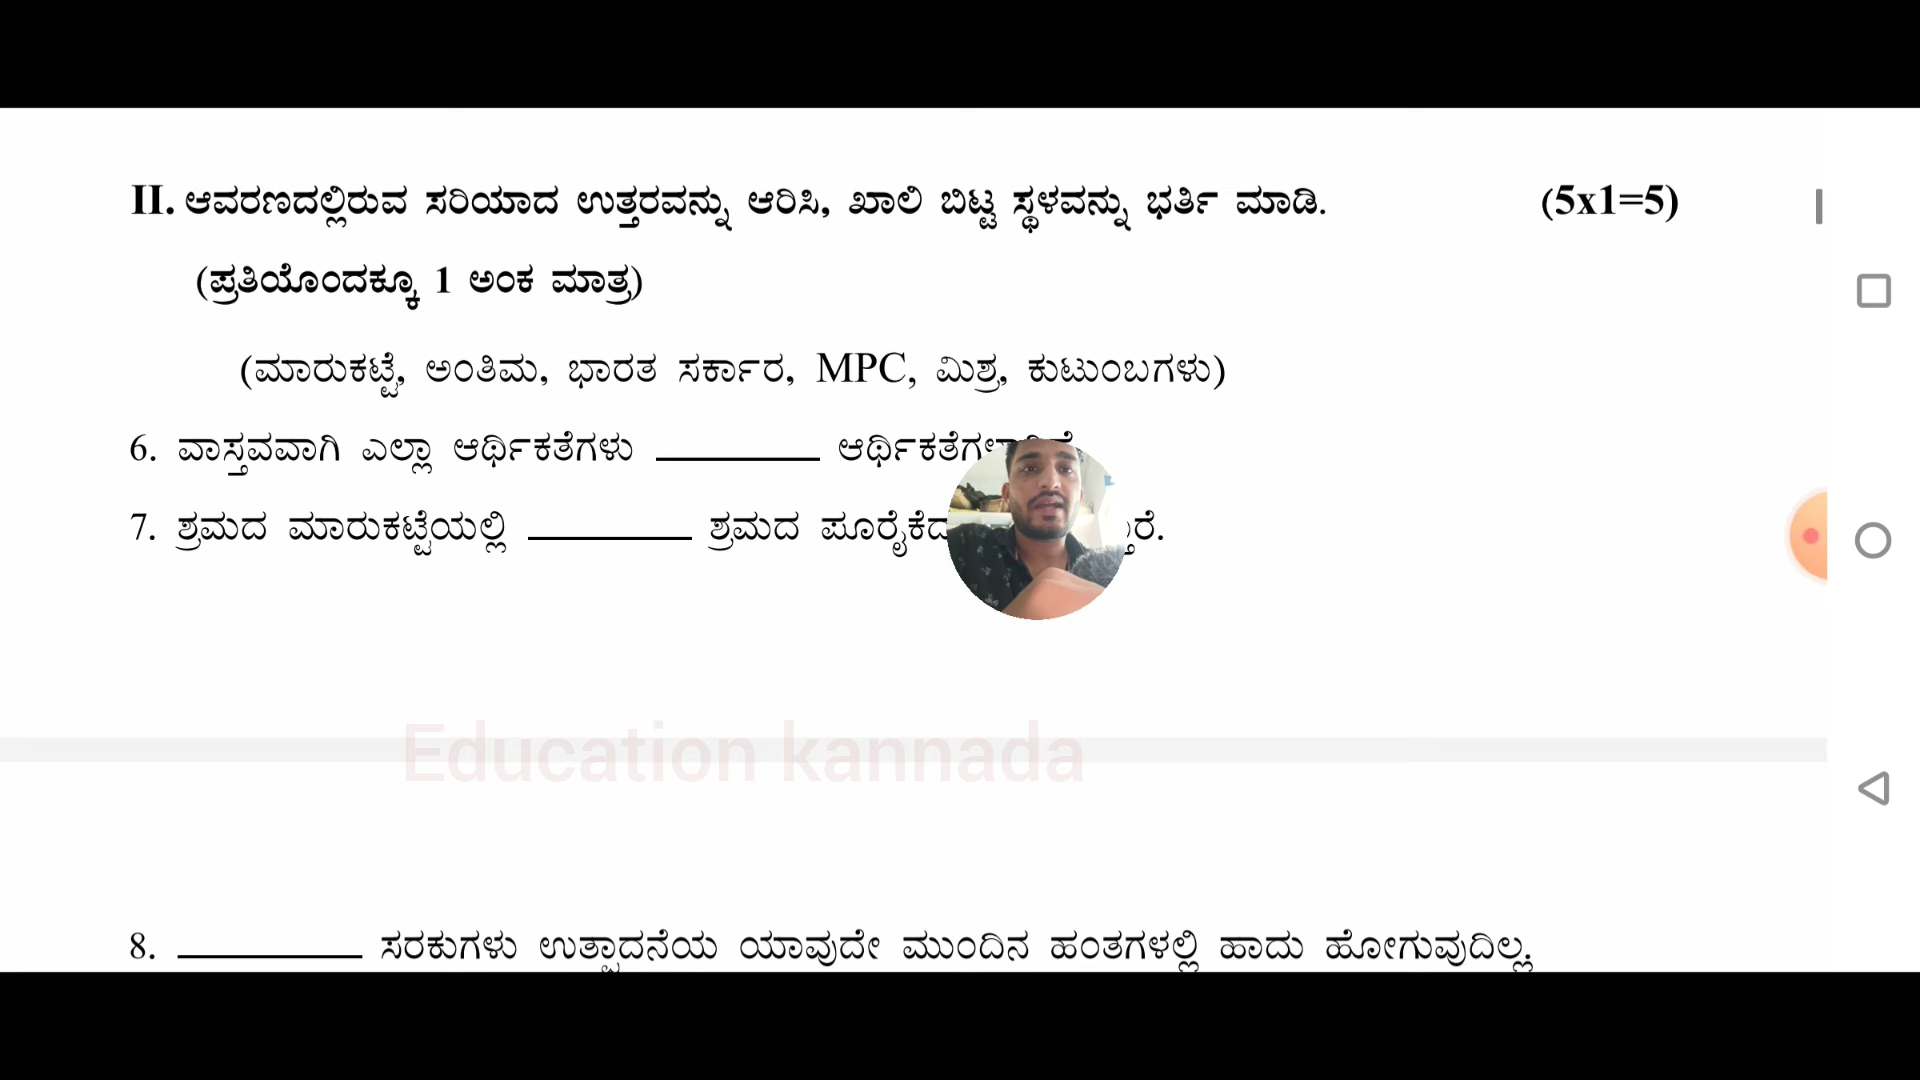 II. ಆವರಣದಲ್ಲಿರುವ ಸರಿಯಾದ ಉತ್ತರವನ್ನು ಆರಿಸಿ, ಖಾಲಿ ಬಿಟ್ಟ ಸ್ಥಳವನ್ನು ಭರ್ತಿ ಮಾಡಿ. (5x1=5)
(ಪ್ರತಿಯೊಂದಕ್ಕೂ 1 ಅಂಕ ಮಾತ್ರ)
(ಮಾರುಕಟ್ಟೆ, ಅಂತಿಮ, ಭಾರತ ಸರ್ಕಾರ, MPC, ಮಿಶ್ರ, ಕುಟುಂಬಗಳು)
6. ವಾಸ್ತವವಾಗಿ ಎಲ್ಲಾ ಆರ್ಥಿಕತೆಗಳು ________
7. ಶ್ರಮದ ಮಾರುಕಟ್ಟೆಯಲ್ಲಿ ________ ಶ್ರಮದ
Education kannada
8. ________ ಸರಕುಗಳು ಉತ್ಪಾದನೆಯ ಯಾವುದೇ ಮುಂದಿನ ಹಂತಗಳಲ್ಲಿ ಹಾದು ಹೋಗುವುದಿಲ್ಲ.